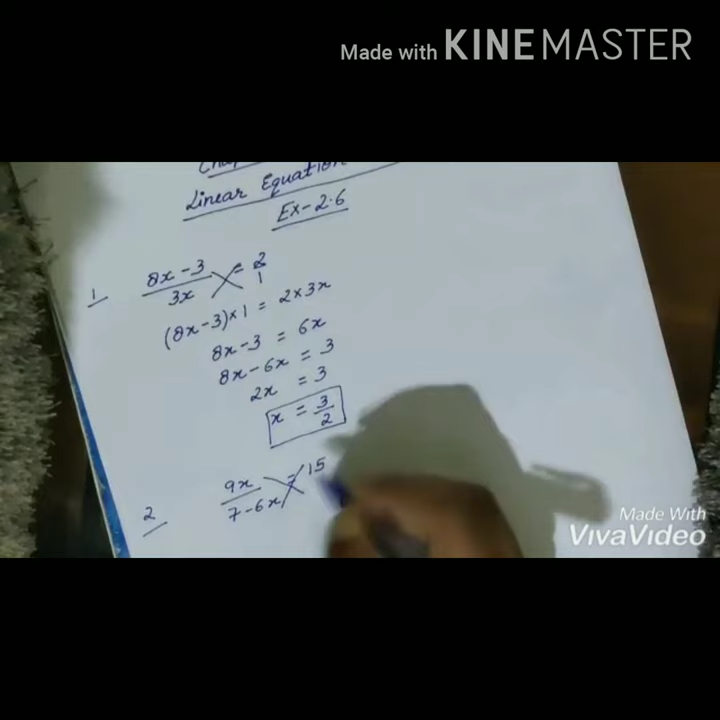 Made with KINEMASTER
Linear Equation
Ex-2.6
1 8x-3/3x = 2/1
(8x-3)×1 = 2×3x
8x-3 = 6x
8x-6x = 3
2x = 3
x = 3/2
2 9x/7-6x = 15
Made With
VivaVideo